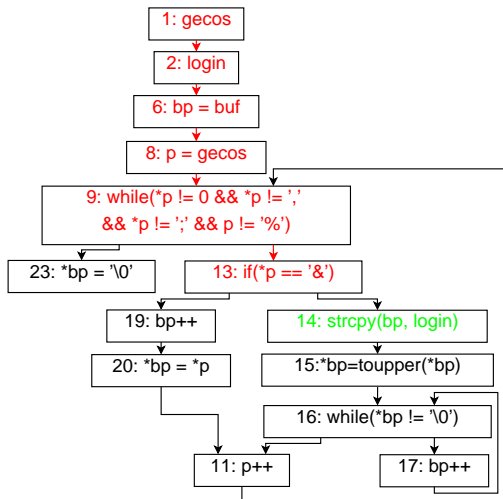 1: gecos
2: login
6: bp = buf
8: p = gecos
9: while(*p != 0 && *p != ','
&& *p != ';' && p != '%')
23: *bp = '\0'
13: if(*p == '&')
19: bp++
14: strcpy(bp, login)
20: *bp = *p
15:*bp=toupper(*bp)
16: while(*bp != '\0')
11: p++
17: bp++